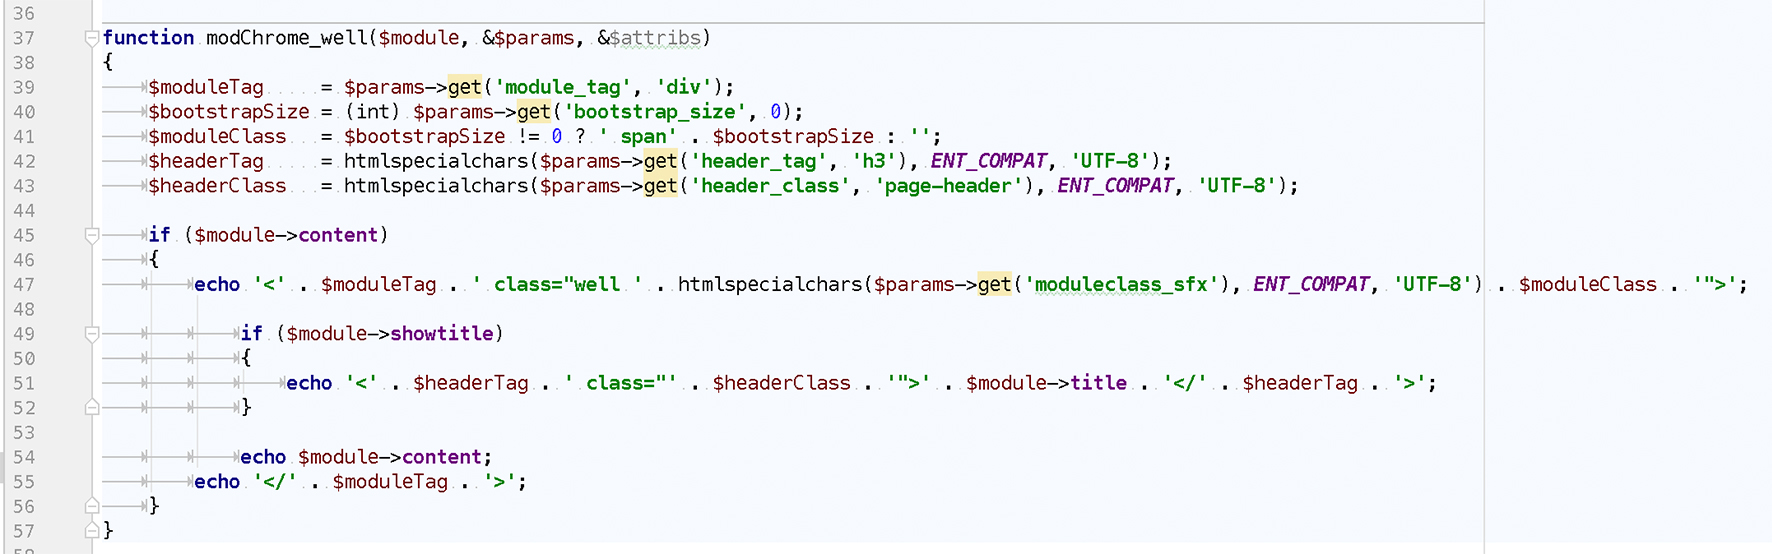 36
37 function modChrome_well($module, &$params, &$attribs)
38 {
39 $moduleTag = $params->get('module_tag', 'div');
40 $bootstrapSize = (int) $params->get('bootstrap_size', 0);
41 $moduleClass = $bootstrapSize != 0 ? ' span' . $bootstrapSize : '';
42 $headerTag = htmlspecialchars($params->get('header_tag', 'h3'), ENT_COMPAT, 'UTF-8');
43 $headerClass = htmlspecialchars($params->get('header_class', 'page-header'), ENT_COMPAT, 'UTF-8');
44
45 if ($module->content)
46 {
47 echo '<' . $moduleTag . ' class="well ' . htmlspecialchars($params->get('moduleclass_sfx'), ENT_COMPAT, 'UTF-8') . $moduleClass . '">';
48
49 if ($module->showtitle)
50 {
51 echo '<' . $headerTag . ' class="' . $headerClass . '">' . $module->title . '</' . $headerTag . '>';
52 }
53
54 echo $module->content;
55 echo '</' . $moduleTag . '>';
56 }
57 }